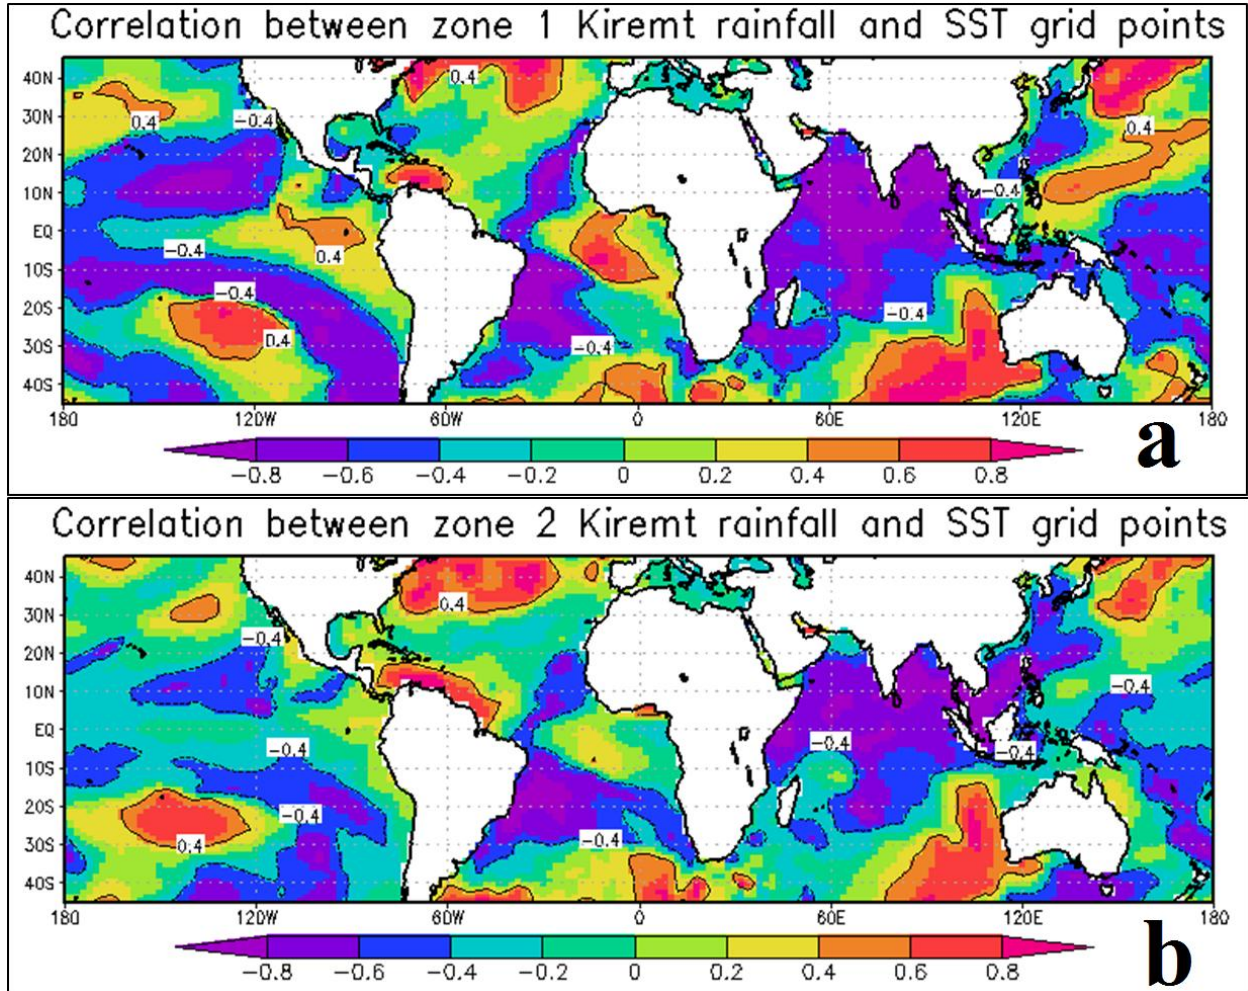 Correlation between zone 1 Kiremt rainfall and SST grid points
40N
0.4
0.4
-0.4
30N
0.4
20N
-0.4
10N
EQ
-0.4
0.4
10S
-0.4
20S
-0.4
0.4
-0.4
30S
40S
180 120W 60W 0 60E 120E 180
-0.8 -0.6 -0.4 -0.2 0 0.2 0.4 0.6 0.8
a
Correlation between zone 2 Kiremt rainfall and SST grid points
40N
0.4
30N
-0.4
20N
-0.4
10N
EQ
-0.4
-0.4
-0.4
10S
20S
-0.4
-0.4
0.4
30S
40S
180 120W 60W 0 60E 120E 180
-0.8 -0.6 -0.4 -0.2 0 0.2 0.4 0.6 0.8
b